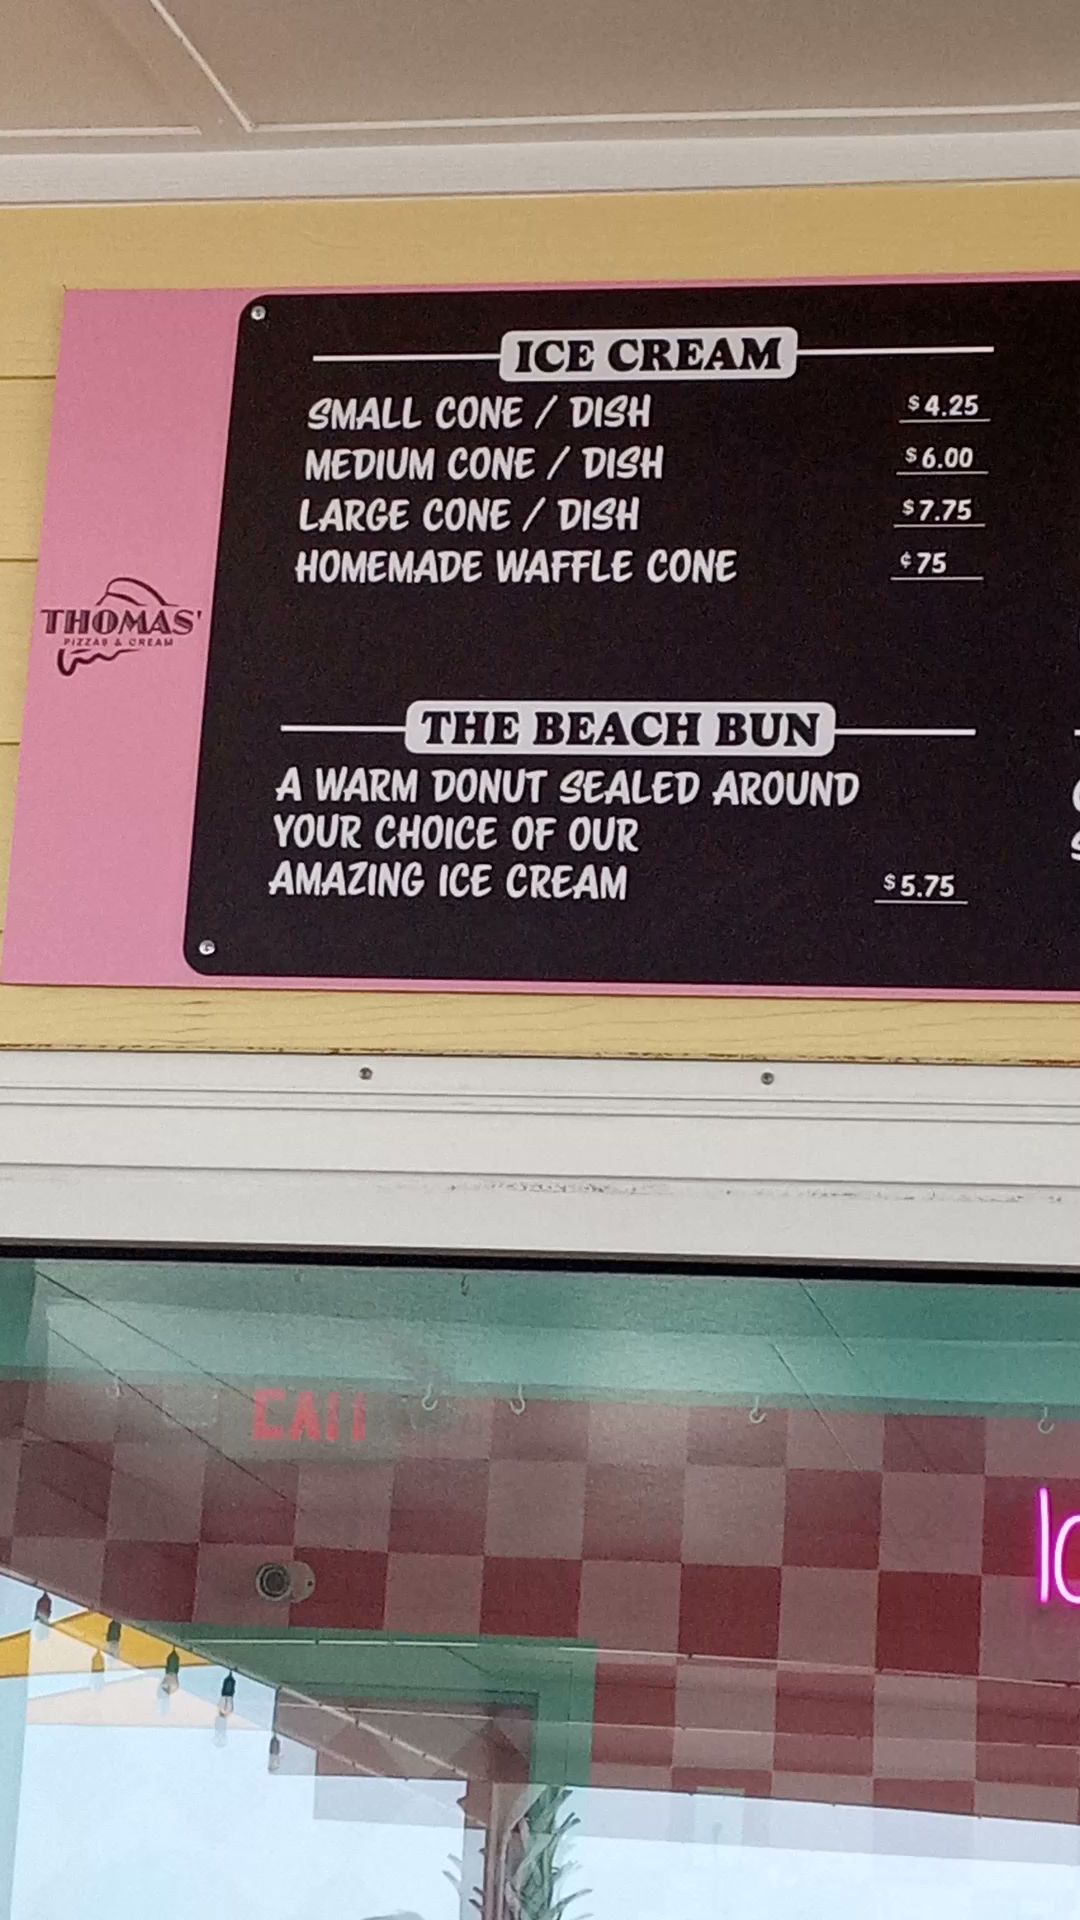 ICE CREAM
SMALL CONE / DISH $4.25
MEDIUM CONE / DISH $6.00
LARGE CONE / DISH $7.75
HOMEMADE WAFFLE CONE ¢75
THOMAS'
PIZZAS & CREAM
THE BEACH BUN
A WARM DONUT SEALED AROUND
YOUR CHOICE OF OUR
AMAZING ICE CREAM $5.75
EXIT